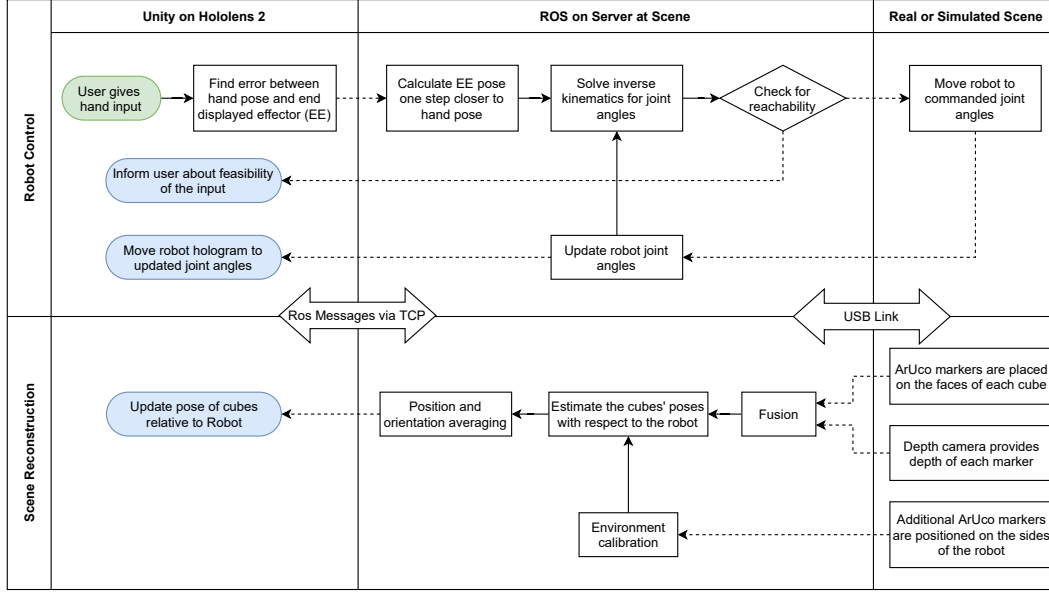 Unity on Hololens 2
ROS on Server at Scene
Real or Simulated Scene
Robot Control
User gives
hand input
Find error between
hand pose and end
displayed effector (EE)
Calculate EE pose
one step closer to
hand pose
Solve inverse
kinematics for joint
angles
Check for
reachability
Move robot to
commanded joint
angles
Inform user about feasibility
of the input
Move robot hologram to
updated joint angles
Update robot joint
angles
Ros Messages via TCP
USB Link
Scene Reconstruction
Update pose of cubes
relative to Robot
Position and
orientation averaging
Estimate the cubes' poses
with respect to the robot
Fusion
ArUco markers are placed
on the faces of each cube
Depth camera provides
depth of each marker
Environment
calibration
Additional ArUco markers
are positioned on the sides
of the robot